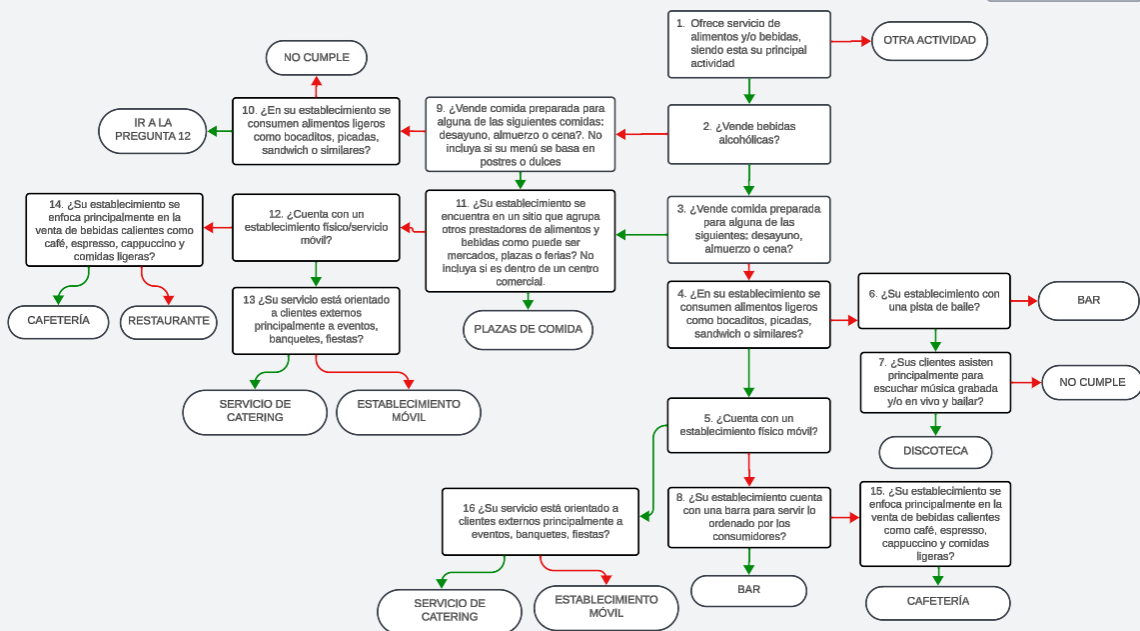 1. Ofrece servicio de
alimentos y/o bebidas,
siendo esta su principal
actividad
OTRA ACTIVIDAD
NO CUMPLE
10. ¿En su establecimiento se
consumen alimentos ligeros
como bocaditos, picadas,
sandwich o similares?
IR A LA
PREGUNTA 12
9. ¿Vende comida preparada para
alguna de las siguientes comidas:
desayuno, almuerzo o cena?. No
incluya si su menú se basa en
postres o dulces
2. ¿Vende bebidas
alcohólicas?
14. ¿Su establecimiento se
enfoca principalmente en la
venta de bebidas calientes como
café, espresso, cappuccino y
comidas ligeras?
12. ¿Cuenta con un
establecimiento físico/servicio
móvil?
11. ¿Su establecimiento se
encuentra en un sitio que agrupa
otros prestadores de alimentos y
bebidas como puede ser
mercados, plazas o ferias? No
incluya si es dentro de un centro
comercial.
3. ¿Vende comida preparada
para alguna de las
siguientes; desayuno,
almuerzo o cena?
CAFETERÍA
RESTAURANTE
13 ¿Su servicio está orientado
a clientes externos
principalmente a eventos,
banquetes, fiestas?
PLAZAS DE COMIDA
4. ¿En su establecimiento se
consumen alimentos ligeros
como bocaditos, picadas,
sandwich o similares?
6. ¿Su establecimiento con
una pista de baile?
BAR
7. ¿Sus clientes asisten
principalmente para
escuchar música grabada
y/o en vivo y bailar?
NO CUMPLE
SERVICIO DE
CATERING
ESTABLECIMIENTO
MÓVIL
5. ¿Cuenta con un
establecimiento físico móvil?
DISCOTECA
16 ¿Su servicio está orientado a
clientes externos principalmente a
eventos, banquetes, fiestas?
8. ¿Su establecimiento cuenta
con una barra para servir lo
ordenado por los
consumidores?
15. ¿Su establecimiento se
enfoca principalmente en la
venta de bebidas calientes
como café, espresso,
cappuccino y comidas
ligeras?
SERVICIO DE
CATERING
ESTABLECIMIENTO
MÓVIL
BAR
CAFETERÍA